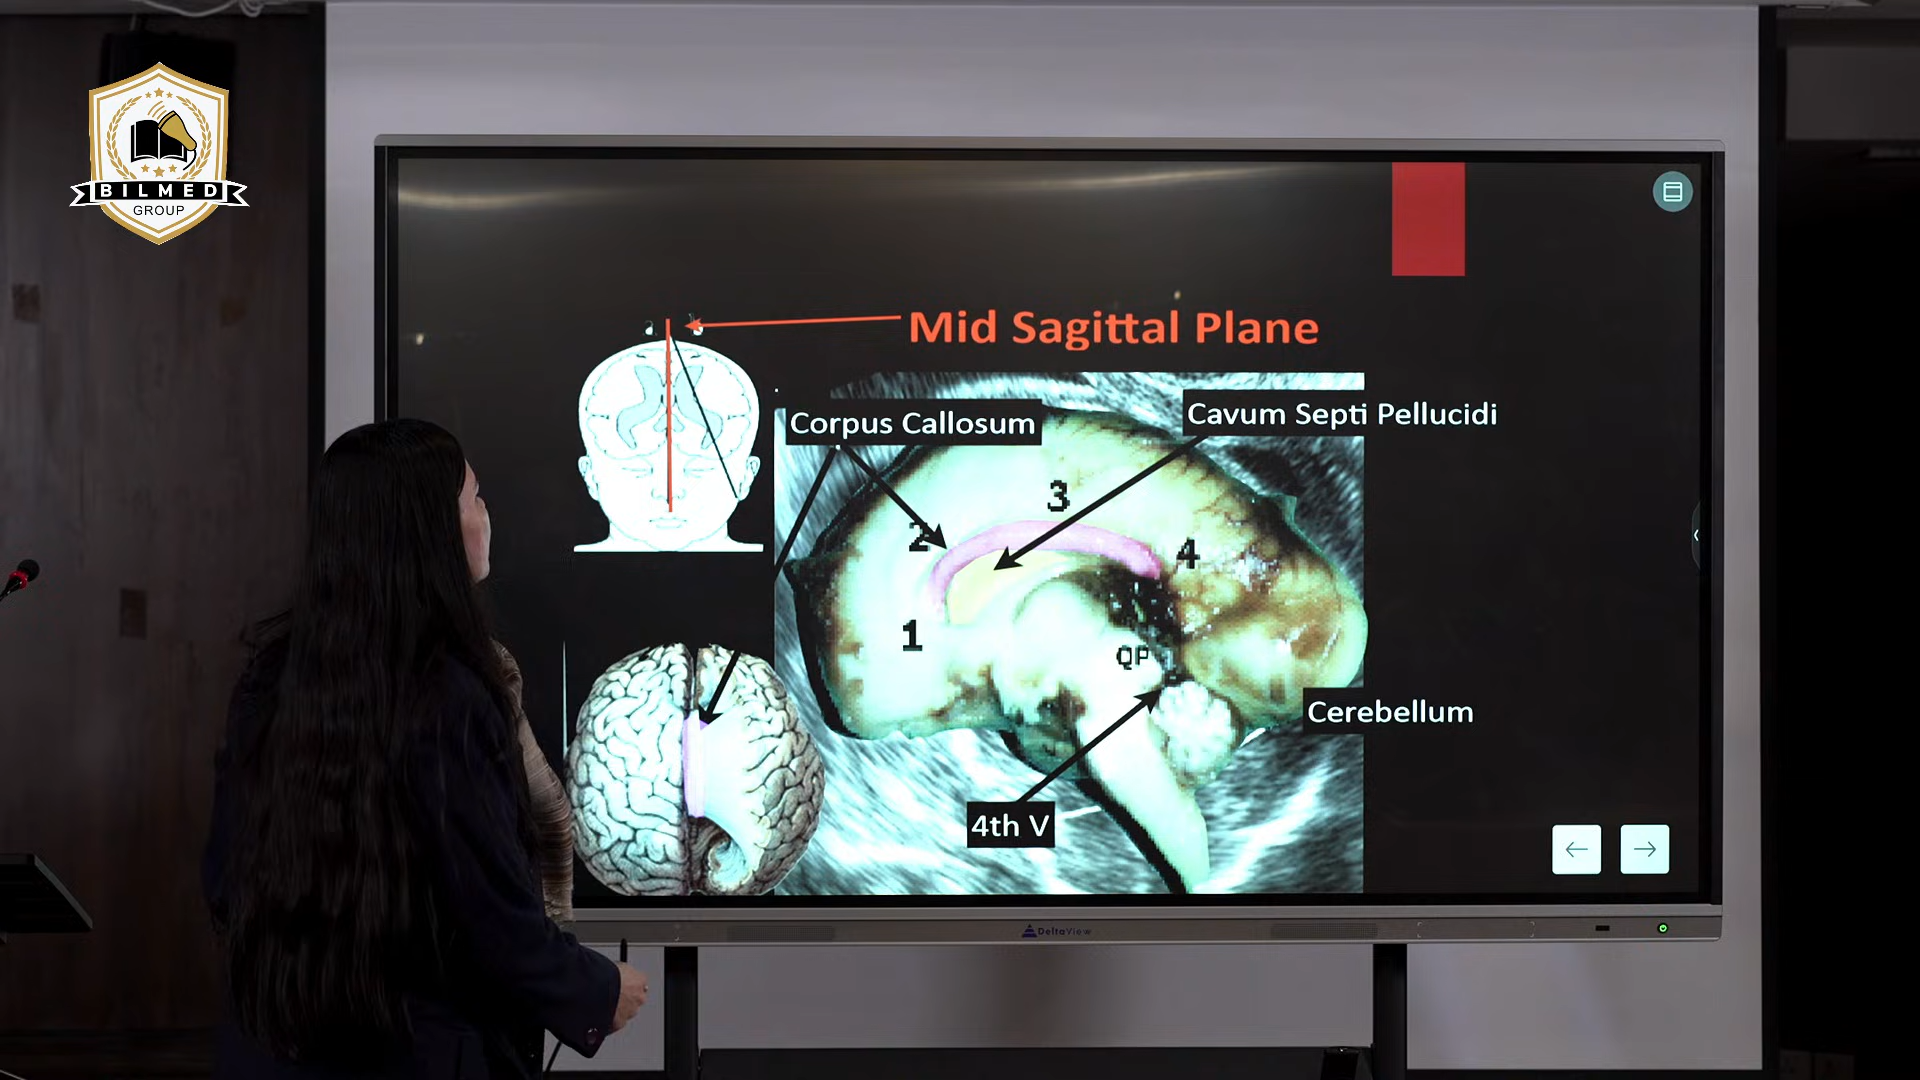 BILMED
GROUP
Mid Sagittal Plane
Corpus Callosum
Cavum Septi Pellucidi
3
2
4
1
QP
Cerebellum
4th V
DeltaView